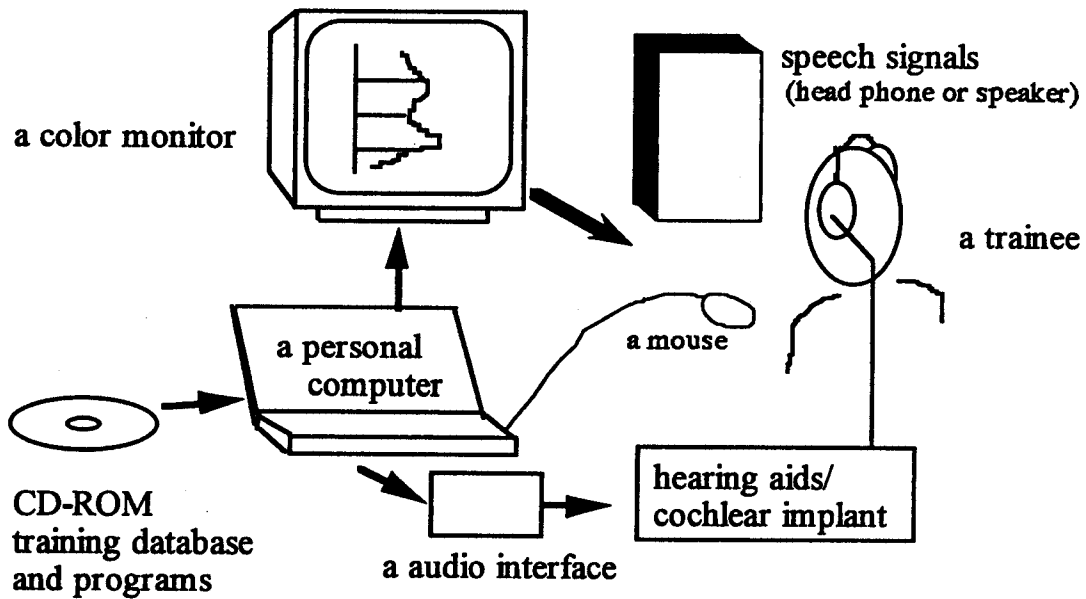 speech signals
(head phone or speaker)
a color monitor
a trainee
a mouse
a personal
computer
CD-ROM
training database
and programs
a audio interface
hearing aids/
cochlear implant